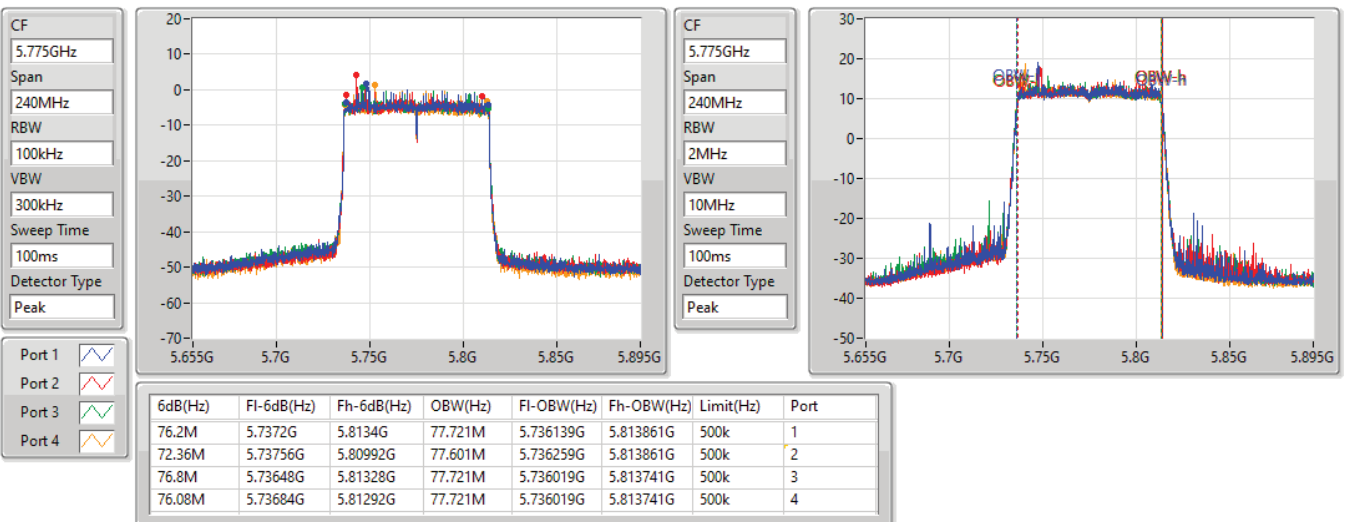 CF
5.775GHz
Span
240MHz
RBW
100kHz
VBW
300kHz
Sweep Time
100ms
Detector Type
Peak
20
10
0
-10
-20
-30
-40
-50
-60
-70
5.655G 5.7G 5.75G 5.8G 5.85G 5.895G
CF
5.775GHz
Span
240MHz
RBW
2MHz
VBW
10MHz
Sweep Time
100ms
Detector Type
Peak
30
20
10
0
-10
-20
-30
-40
-50
OBW-h
5.655G 5.7G 5.75G 5.8G 5.85G 5.895G
Port 1
Port 2
Port 3
Port 4
6dB(Hz) Fl-6dB(Hz) Fh-6dB(Hz) OBW(Hz) Fl-OBW(Hz) Fh-OBW(Hz) Limit(Hz) Port
76.2M 5.7372G 5.8134G 77.721M 5.736139G 5.813861G 500k 1
72.36M 5.73756G 5.80992G 77.601M 5.736259G 5.813861G 500k 2
76.8M 5.73648G 5.81328G 77.721M 5.736019G 5.813741G 500k 3
76.08M 5.73684G 5.81292G 77.721M 5.736019G 5.813741G 500k 4